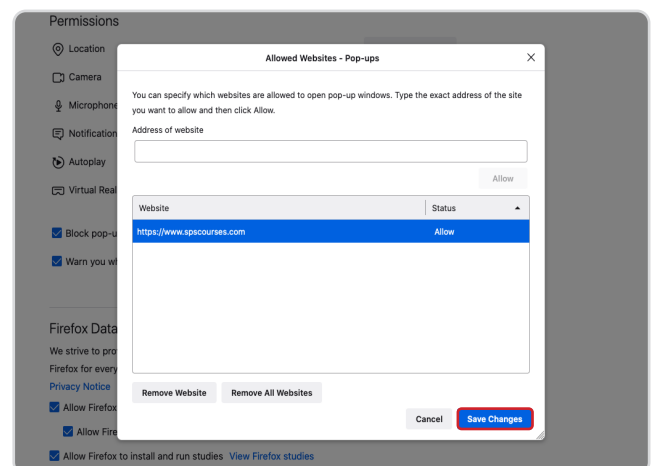 Permissions
Location
Allowed Websites - Pop-ups
Camera
You can specify which websites are allowed to open pop-up windows. Type the exact address of the site
you want to allow and then click Allow.
Microphone
Address of website
Notification
Autoplay
Allow
Virtual Real
Website Status
https://www.spscourses.com Allow
Block pop-u
Warn you wh
Firefox Data
We strive to pro
Firefox for every
Privacy Notice
Remove Website Remove All Websites
Allow Firefox
Cancel Save Changes
Allow Fire
Allow Firefox to install and run studies View Firefox studies